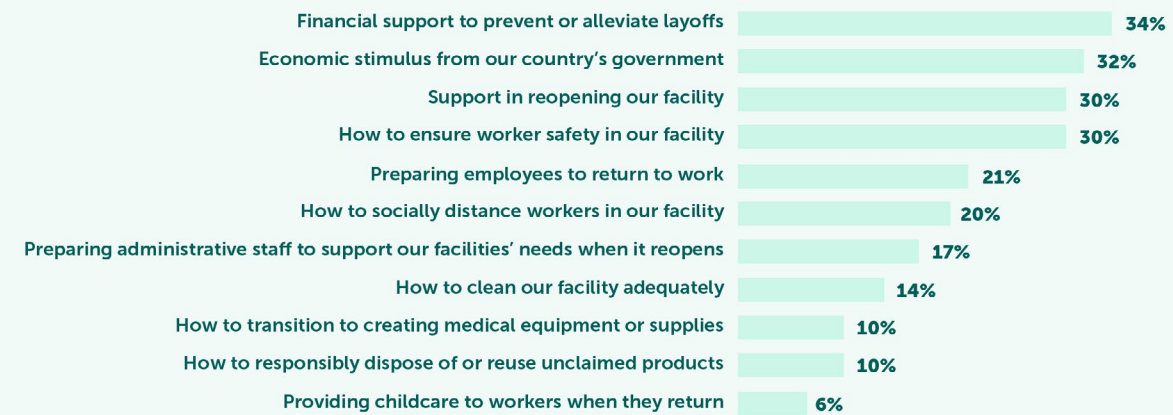 Financial support to prevent or alleviate layoffs 34%
Economic stimulus from our country's government 32%
Support in reopening our facility 30%
How to ensure worker safety in our facility 30%
Preparing employees to return to work 21%
How to socially distance workers in our facility 20%
Preparing administrative staff to support our facilities' needs when it reopens 17%
How to clean our facility adequately 14%
How to transition to creating medical equipment or supplies 10%
How to responsibly dispose of or reuse unclaimed products 10%
Providing childcare to workers when they return 6%